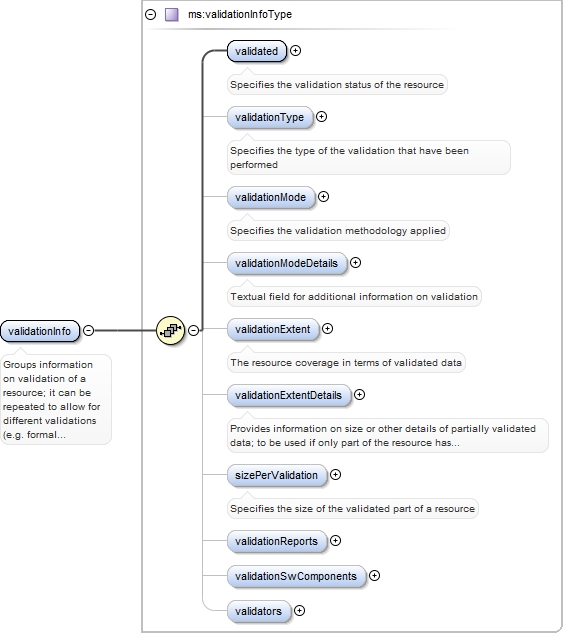 ms:validationInfoType
validated
Specifies the validation status of the resource
validationType
Specifies the type of the validation that have been
performed
validationMode
Specifies the validation methodology applied
validationModeDetails
Textual field for additional information on validation
validationInfo
Groups information
on validation of a
resource; it can be
repeated to allow for
different validations
(e.g. formal...
validationExtent
The resource coverage in terms of validated data
validationExtentDetails
Provides information on size or other details of partially validated
data; to be used if only part of the resource has...
sizePerValidation
Specifies the size of the validated part of a resource
validationReports
validationSwComponents
validators